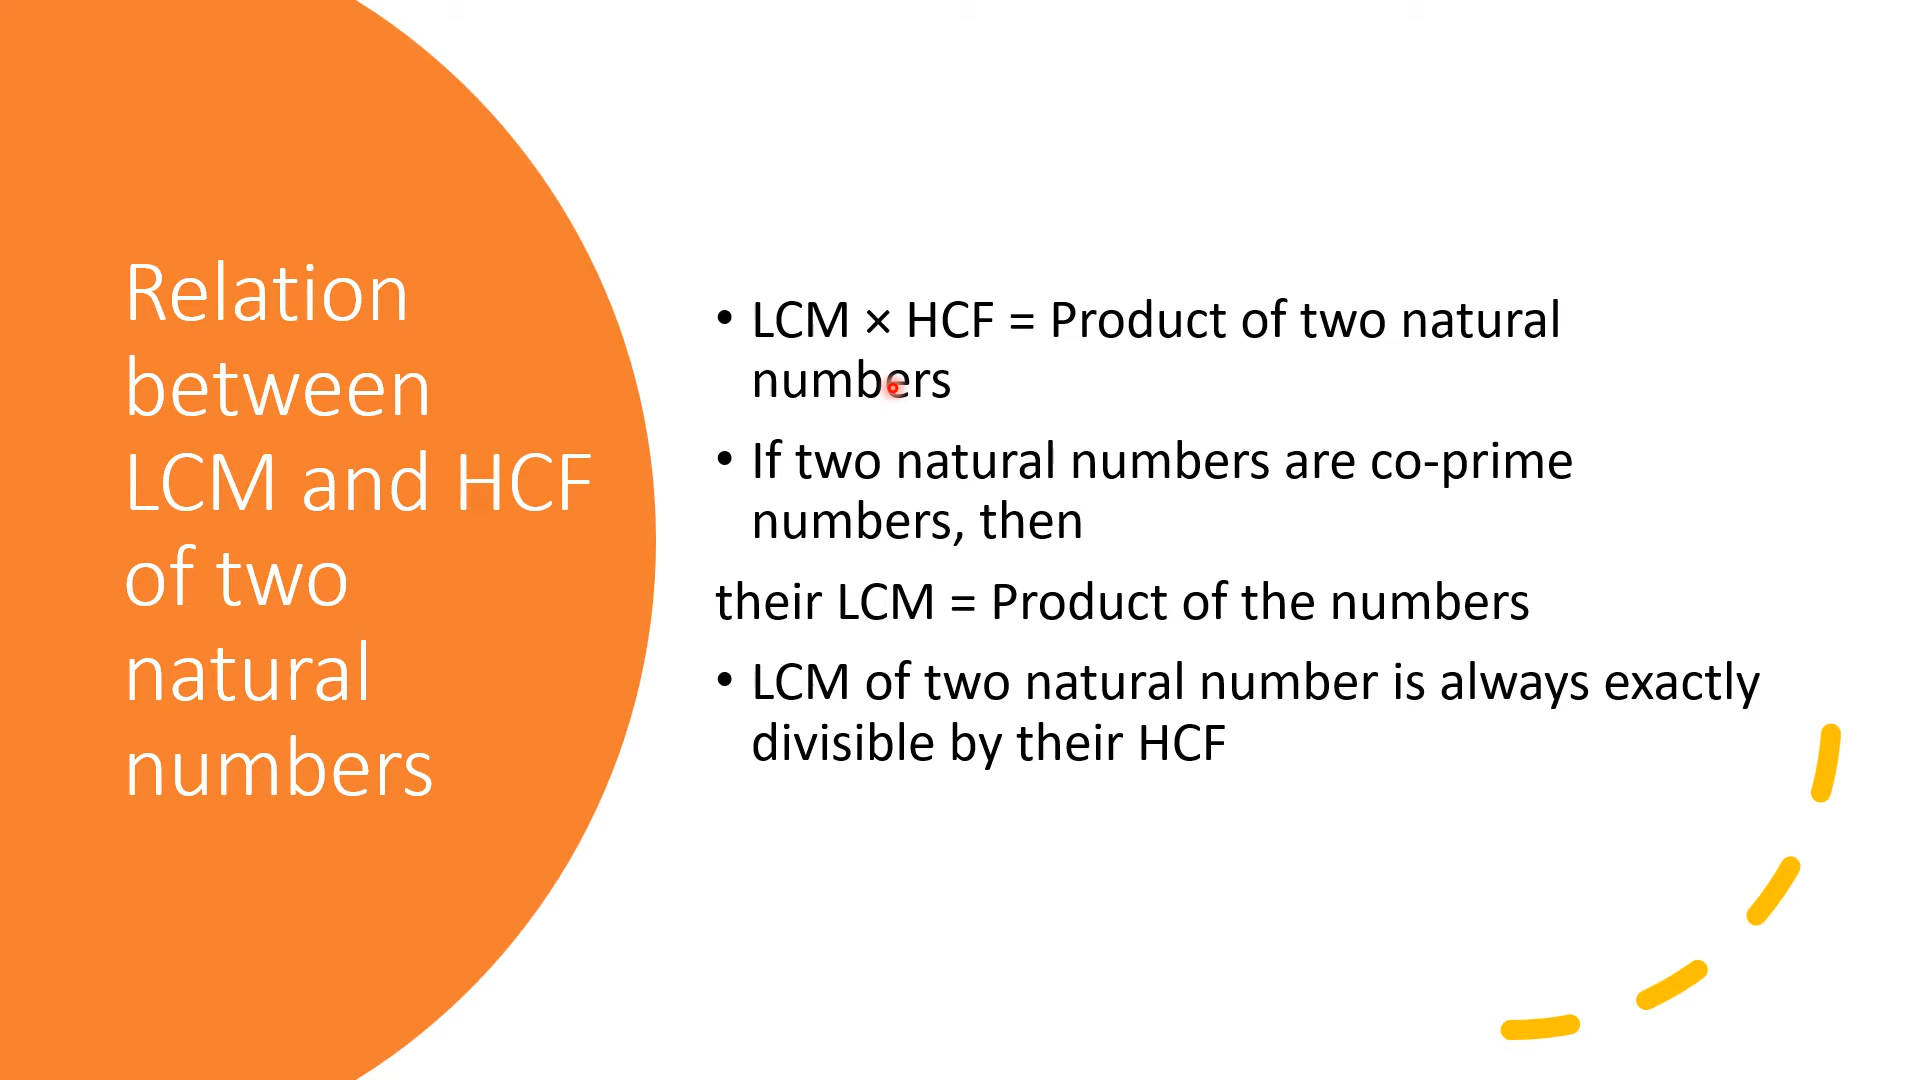 Relation
between
LCM and HCF
of two
natural
numbers
• LCM × HCF = Product of two natural
numbers
• If two natural numbers are co-prime
numbers, then
their LCM = Product of the numbers
• LCM of two natural number is always exactly
divisible by their HCF